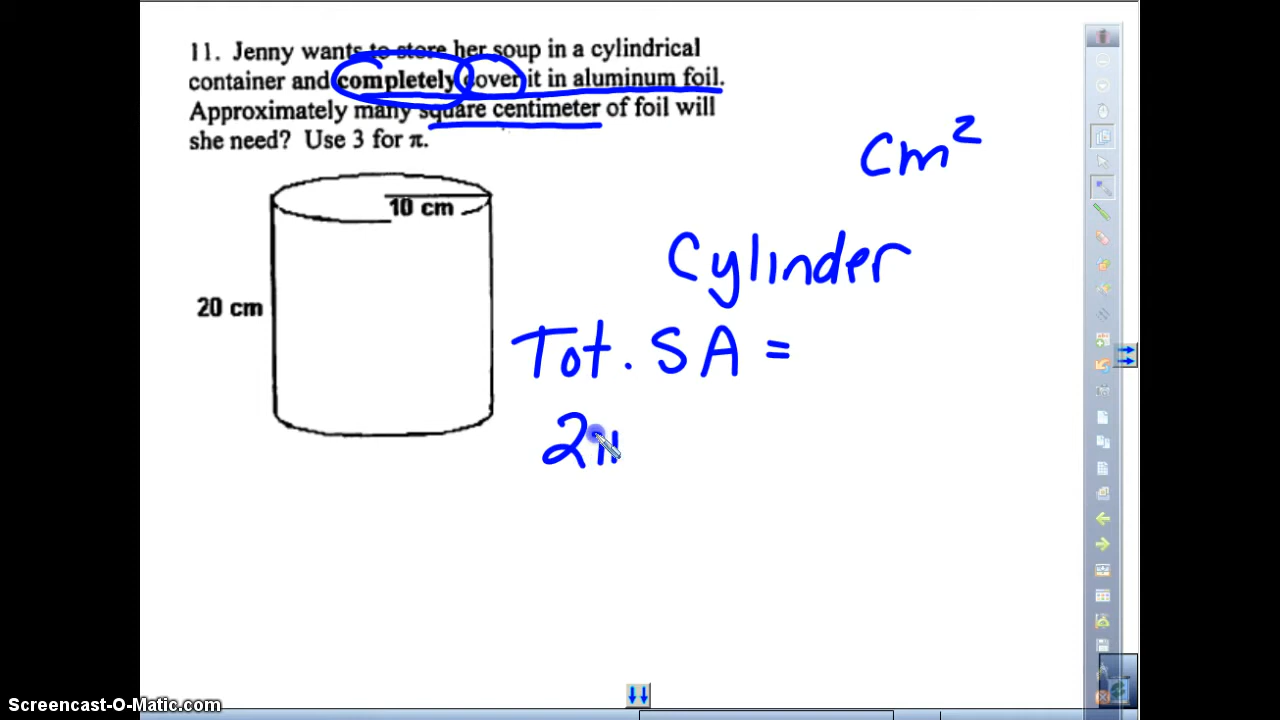 11. Jenny wants to store her soup in a cylindrical
container and completely cover it in aluminum foil.
Approximately many square centimeter of foil will
she need? Use 3 for π.
cm²
10 cm
Cylinder
20 cm
Tot. SA =
2π
Screencast-O-Matic.com